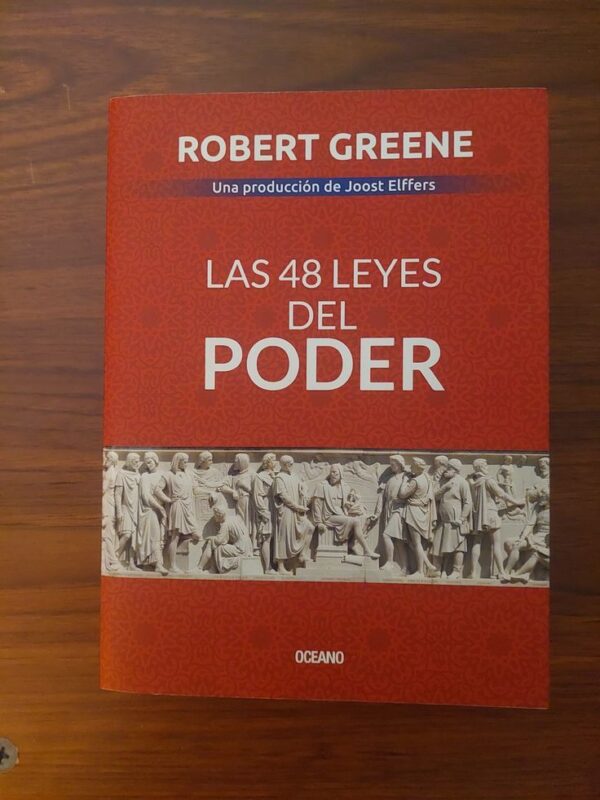 ROBERT GREENE
Una producción de Joost Elffers
LAS 48 LEYES
DEL
PODER
OCEANO